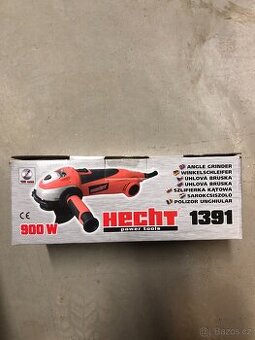 ANGLE GRINDER
WINKELSCHLEIFER
ÚHLOVÁ BRUSKA
UHLOVÁ BRÚSKA
SZLIFIERKA KĄTOWA
SAROKCSISZOLÓ
POLIZOR UNGHIULAR
CE
900 W
HECHT
power tools
1391